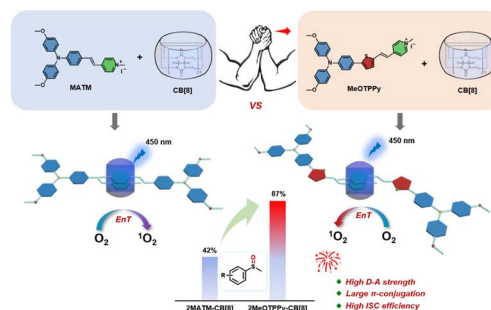 MATM
+
CB[8]
VS
MeOTPPy
+
CB[8]
450 nm
450 nm
EnT
O₂
¹O₂
87%
42%
R
S
O
EnT
O₂
¹O₂
2MATM-CB[8]
2MeOTPPy-CB[8]
High D-A strength
Large π-conjugation
High ISC efficiency